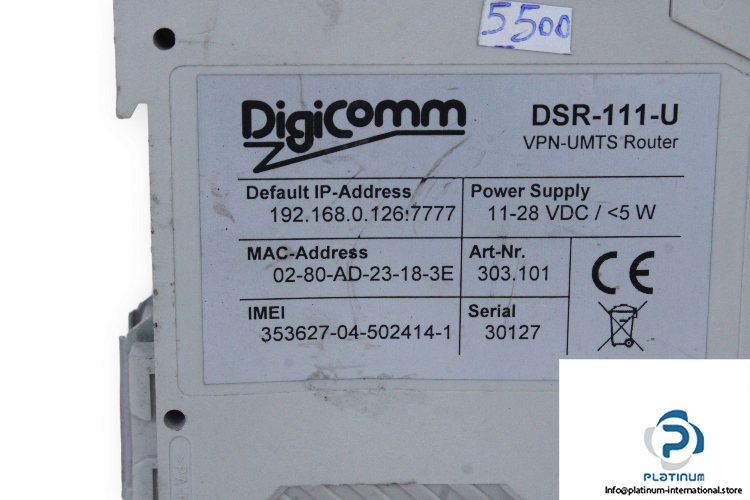 5500
DigiComm
DSR-111-U
VPN-UMTS Router
Default IP-Address
192.168.0.126:7777
Power Supply
11-28 VDC / <5 W
MAC-Address
02-80-AD-23-18-3E
Art-Nr.
303.101
CE
IMEI
353627-04-502414-1
Serial
30127
PLATINUM
Info@platinum-international.store